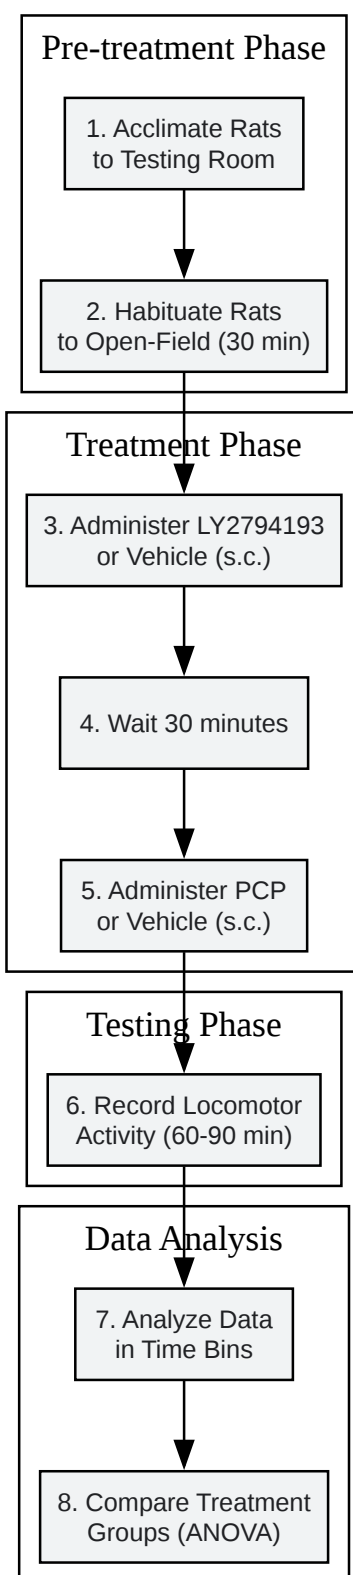 Pre-treatment Phase
1. Acclimate Rats
to Testing Room
2. Habituate Rats
to Open-Field (30 min)
Treatment Phase
3. Administer LY2794193
or Vehicle (s.c.)
4. Wait 30 minutes
5. Administer PCP
or Vehicle (s.c.)
Testing Phase
6. Record Locomotor
Activity (60-90 min)
Data Analysis
7. Analyze Data
in Time Bins
8. Compare Treatment
Groups (ANOVA)